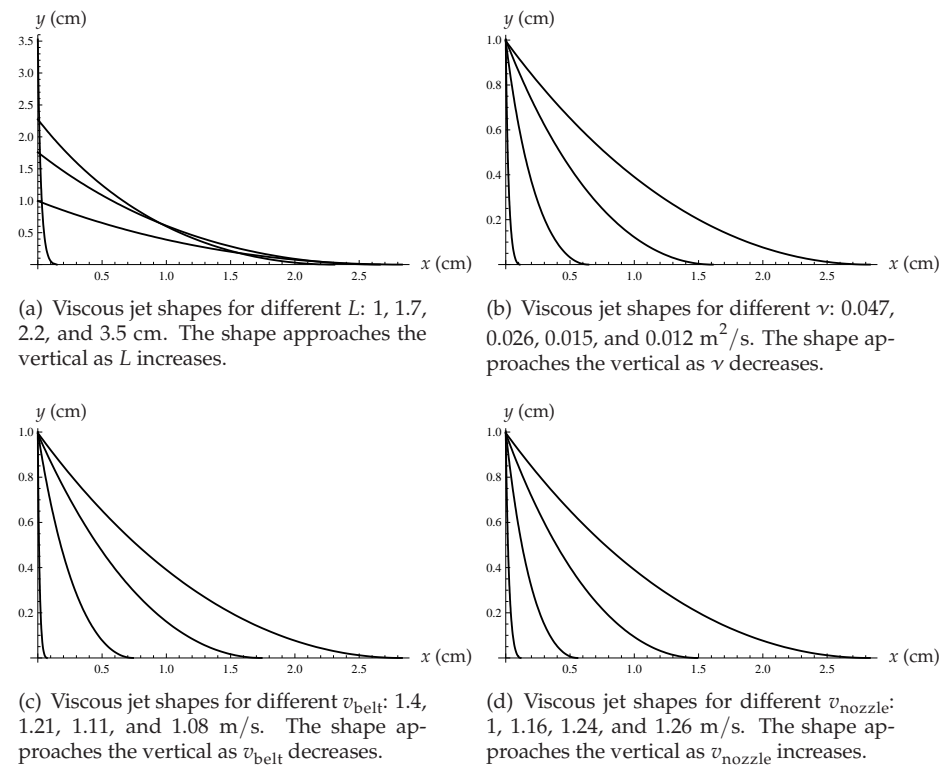 y (cm)
3.5
3.0
2.5
2.0
1.5
1.0
0.5
0.5 1.0 1.5 2.0 2.5 x (cm)
(a) Viscous jet shapes for different L: 1, 1.7,
2.2, and 3.5 cm. The shape approaches the
vertical as L increases.
y (cm)
1.0
0.8
0.6
0.4
0.2
0.5 1.0 1.5 2.0 2.5 x (cm)
(b) Viscous jet shapes for different ν: 0.047,
0.026, 0.015, and 0.012 m²/s. The shape ap-
proaches the vertical as ν decreases.
y (cm)
1.0
0.8
0.6
0.4
0.2
0.5 1.0 1.5 2.0 2.5 x (cm)
(c) Viscous jet shapes for different v_belt: 1.4,
1.21, 1.11, and 1.08 m/s. The shape ap-
proaches the vertical as v_belt decreases.
y (cm)
1.0
0.8
0.6
0.4
0.2
0.5 1.0 1.5 2.0 2.5 x (cm)
(d) Viscous jet shapes for different v_nozzle:
1, 1.16, 1.24, and 1.26 m/s. The shape ap-
proaches the vertical as v_nozzle increases.